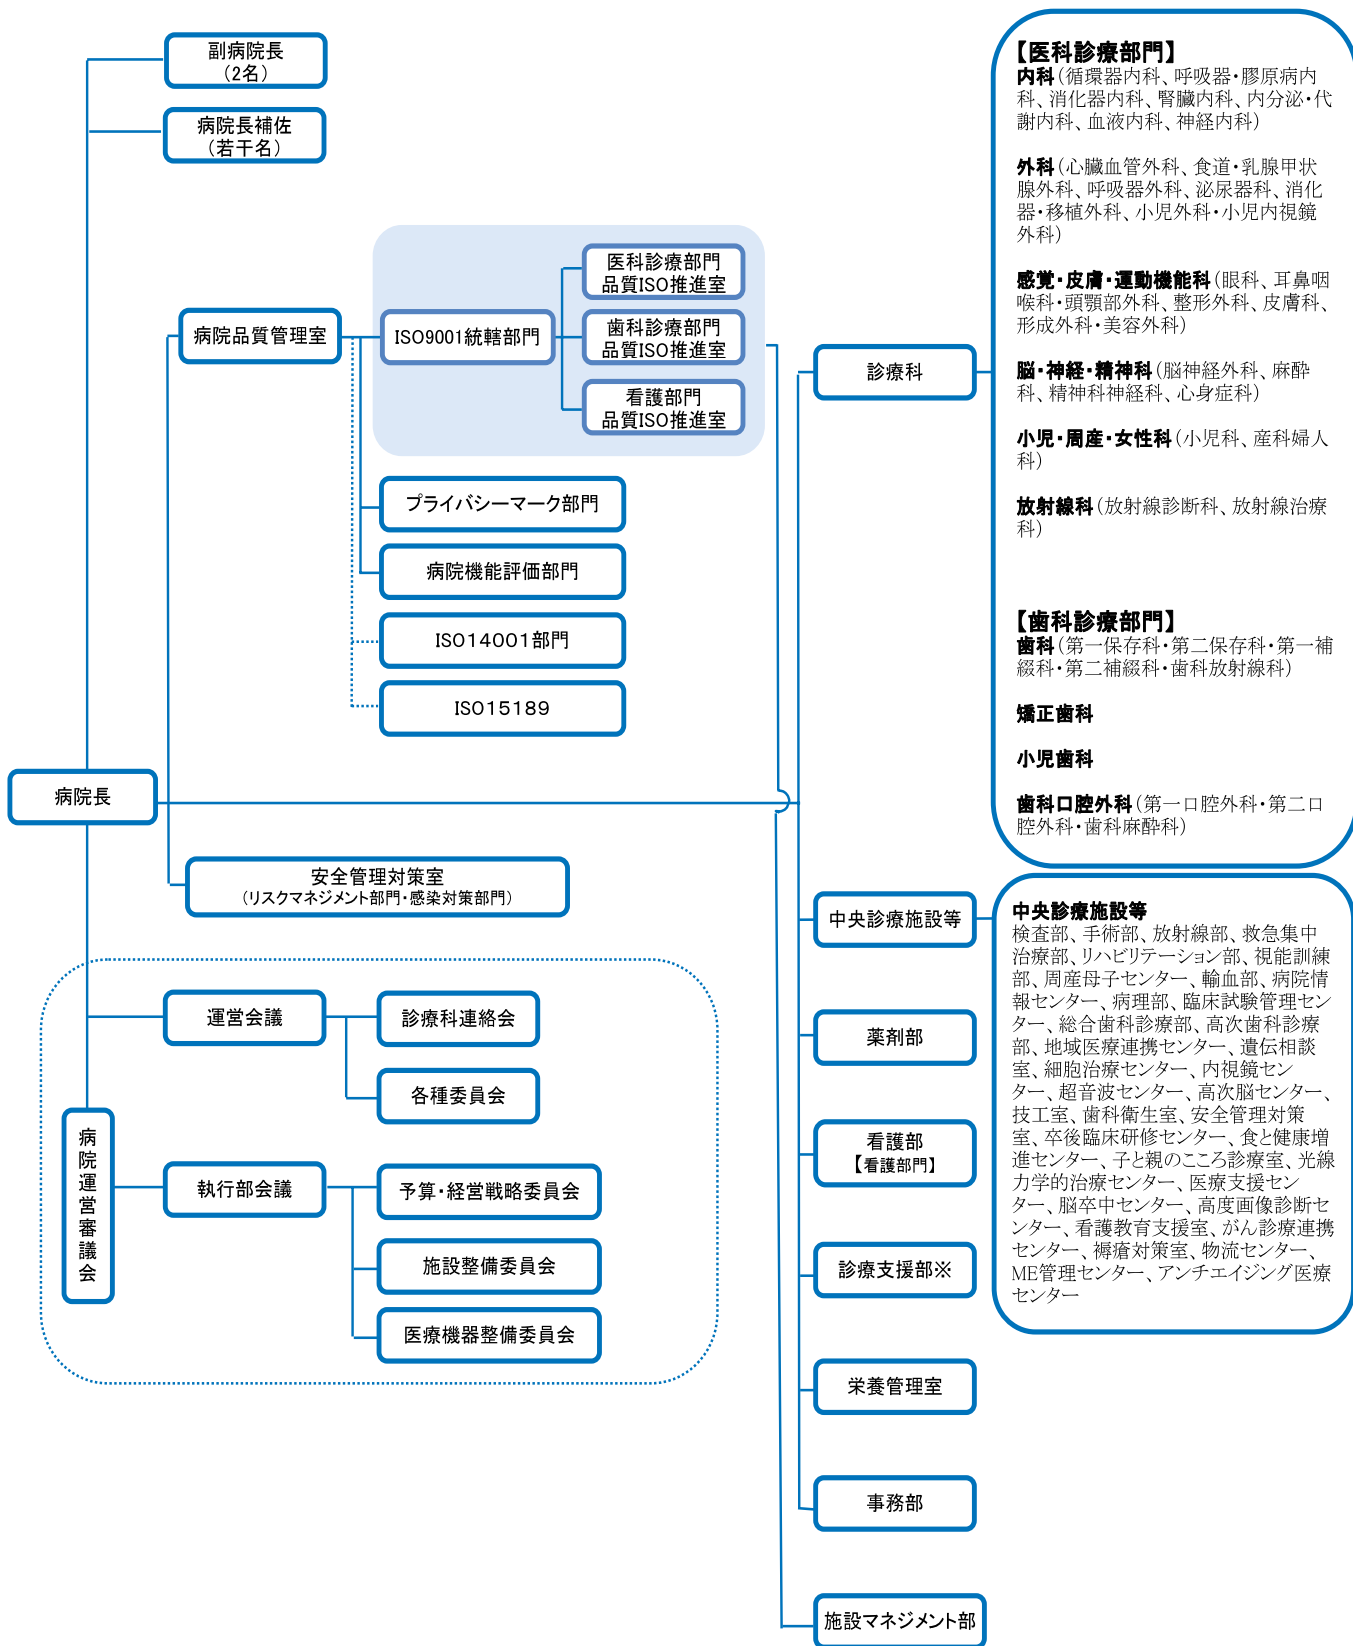 副病院長
(2名)
病院長補佐
(若干名)
医科診療部門
品質ISO推進室
病院品質管理室
ISO9001統轄部門
歯科診療部門
品質ISO推進室
看護部門
品質ISO推進室
プライバシーマーク部門
病院機能評価部門
ISO14001部門
ISO15189
病院長
安全管理対策室
(リスクマネジメント部門・感染対策部門)
運営会議
診療科連絡会
各種委員会
病院運営審議会
執行部会議
予算・経営戦略委員会
施設整備委員会
医療機器整備委員会
診療科
中央診療施設等
薬剤部
看護部
【看護部門】
診療支援部※
栄養管理室
事務部
施設マネジメント部
【医科診療部門】
内科(循環器内科、呼吸器・膠原病内
科、消化器内科、腎臓内科、内分泌・代
謝内科、血液内科、神経内科)
外科(心臓血管外科、食道・乳腺甲状
腺外科、呼吸器外科、泌尿器科、消化
器・移植外科、小児外科・小児内視鏡
外科)
感覚・皮膚・運動機能科(眼科、耳鼻咽
喉科・頭顎部外科、整形外科、皮膚科、
形成外科・美容外科)
脳・神経・精神科(脳神経外科、麻酔
科、精神科神経科、心身症科)
小児・周産・女性科(小児科、産科婦人
科)
放射線科(放射線診断科、放射線治療
科)
【歯科診療部門】
歯科(第一保存科・第二保存科・第一補
綴科・第二補綴科・歯科放射線科)
矯正歯科
小児歯科
歯科口腔外科(第一口腔外科・第二口
腔外科・歯科麻酔科)
中央診療施設等
検査部、手術部、放射線部、救急集中
治療部、リハビリテーション部、視能訓練
部、周産母子センター、輸血部、病院情
報センター、病理部、臨床試験管理セン
ター、総合歯科診療部、高次歯科診療
部、地域医療連携センター、遺伝相談
室、細胞治療センター、内視鏡セン
ター、超音波センター、高次脳センター、
技工室、歯科衛生室、安全管理対策
室、卒後臨床研修センター、食と健康増
進センター、子と親のこころ診療室、光線
力学的治療センター、医療支援セン
ター、脳卒中センター、高度画像診断セ
ンター、看護教育支援室、がん診療連携
センター、褥瘡対策室、物流センター、
ME管理センター、アンチエイジング医療
センター